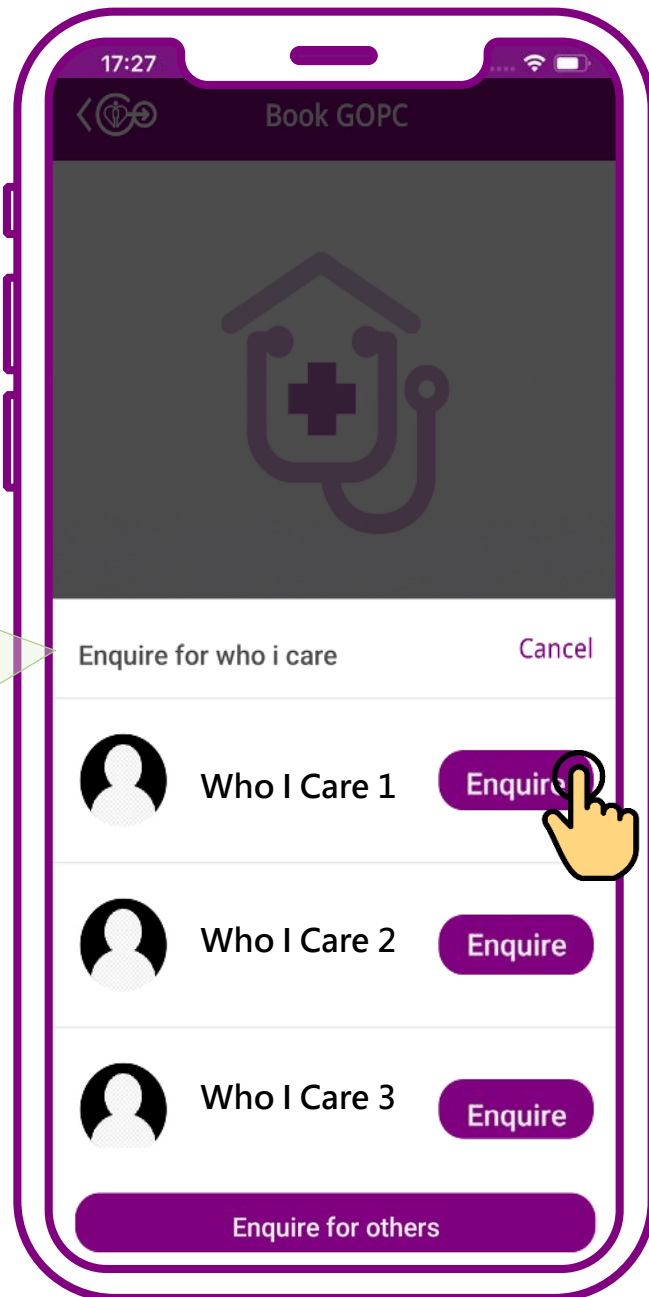 17:27
Book GOPC
Enquire for who i care
Cancel
Who I Care 1
Enquire
Who I Care 2
Enquire
Who I Care 3
Enquire
Enquire for others